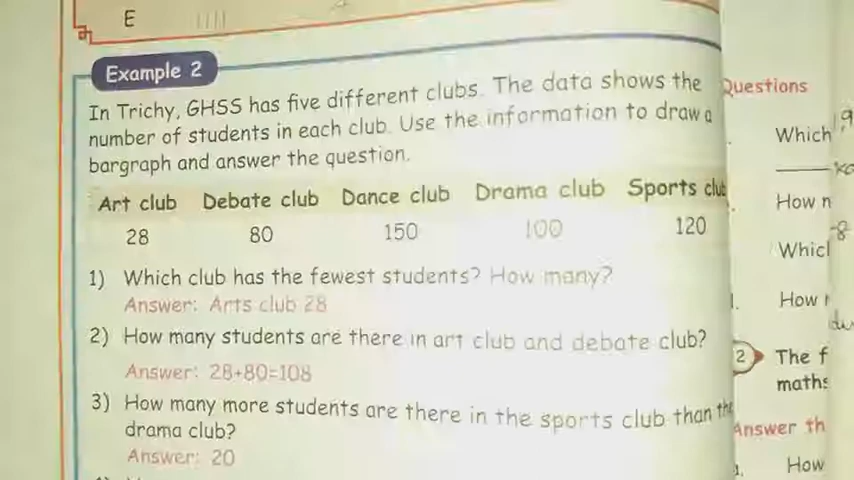 E
Example 2
In Trichy, GHSS has five different clubs. The data shows the
number of students in each club. Use the information to draw a
bargraph and answer the question.
Art club Debate club Dance club Drama club Sports club
28 80 150 100 120
1) Which club has the fewest students? How many?
Answer: Arts club 28
2) How many students are there in art club and debate club?
Answer: 28+80=108
3) How many more students are there in the sports club than the
drama club?
Answer: 20
Questions
Which
How
How
2 The
maths
Answer
How